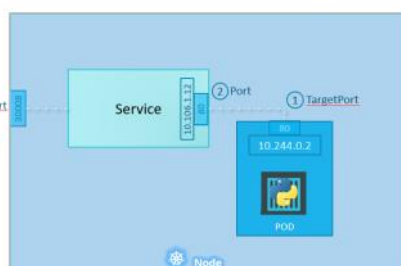 ② Port
① TargetPort
rt
30008
Service
10.106.1.12
80
80
10.244.0.2
POD
Node